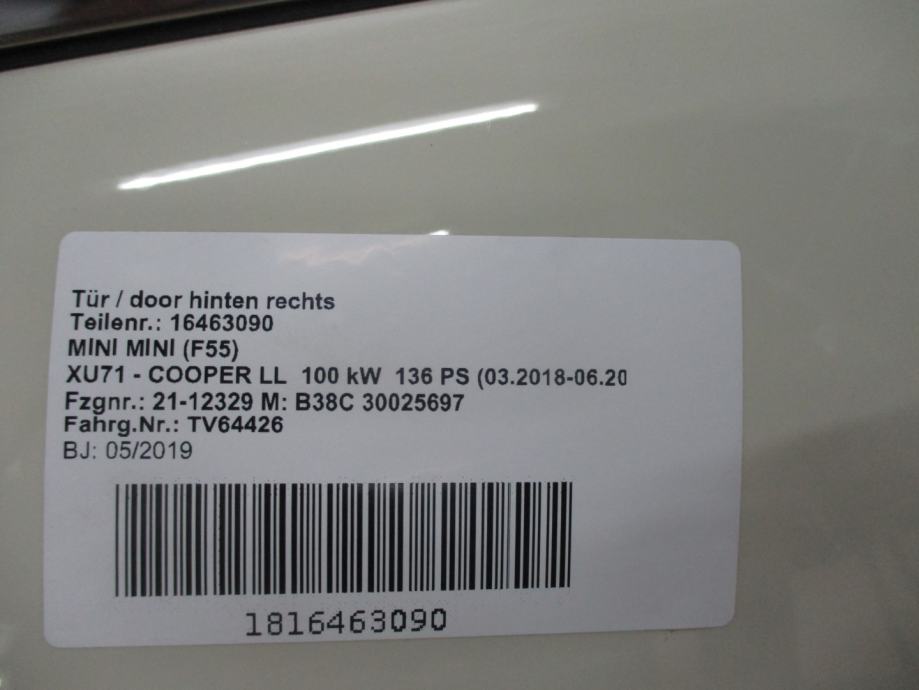 Tür / door hinten rechts
Teilenr.: 16463090
MINI MINI (F55)
XU71 - COOPER LL 100 kW 136 PS (03.2018-06.20
Fzgnr.: 21-12329 M: B38C 30025697
Fahrg.Nr.: TV64426
BJ: 05/2019
1816463090